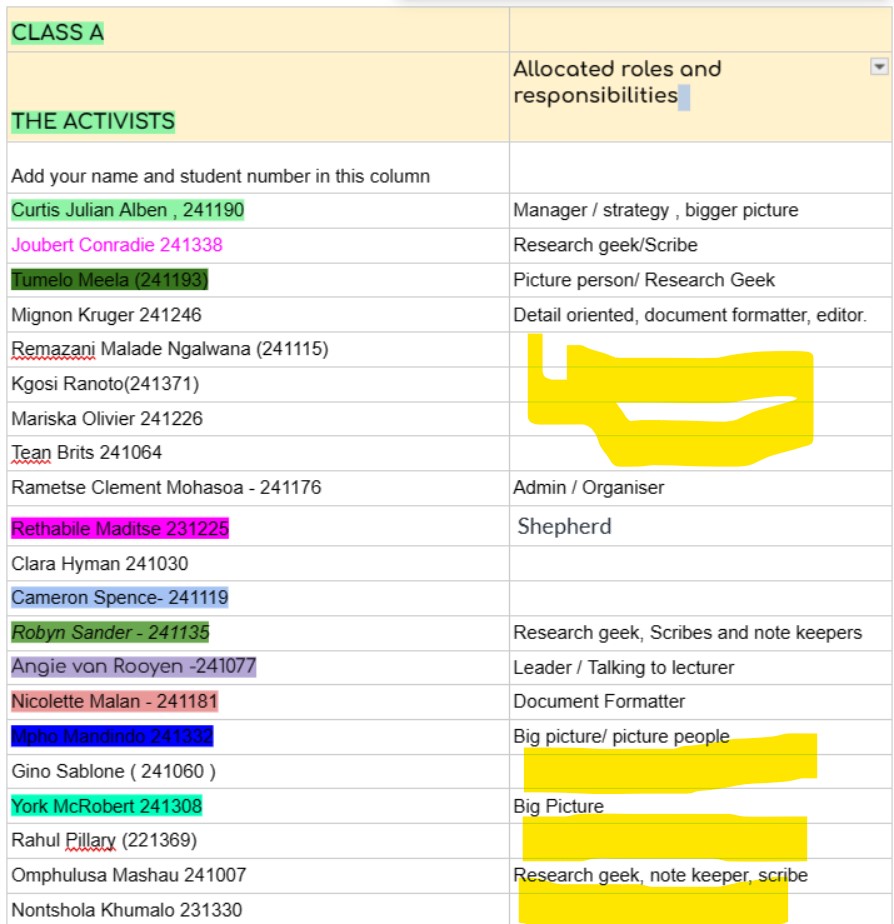 CLASS A
Allocated roles and
responsibilities
THE ACTIVISTS
Add your name and student number in this column
Curtis Julian Alben , 241190 Manager / strategy , bigger picture
Joubert Conradie 241338 Research geek/Scribe
Tumelo Meela (241193) Picture person/ Research Geek
Mignon Kruger 241246 Detail oriented, document formatter, editor.
Remazani Malade Ngalwana (241115)
Kgosi Ranoto(241371)
Mariska Olivier 241226
Tean Brits 241064
Rametse Clement Mohasoa - 241176 Admin / Organiser
Rethabile Maditse 231225 Shepherd
Clara Hyman 241030
Cameron Spence- 241119
Robyn Sander - 241135 Research geek, Scribes and note keepers
Angie van Rooyen -241077 Leader / Talking to lecturer
Nicolette Malan - 241181 Document Formatter
Mpho Mandindo 241332 Big picture/ picture people
Gino Sablone ( 241060 )
York McRobert 241308 Big Picture
Rahul Pillary (221369)
Omphulusa Mashau 241007 Research geek, note keeper, scribe
Nontshola Khumalo 231330